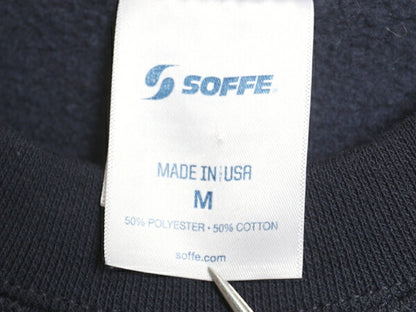 SOFFE
MADE IN USA
M
50% POLYESTER · 50% COTTON
soffe.com